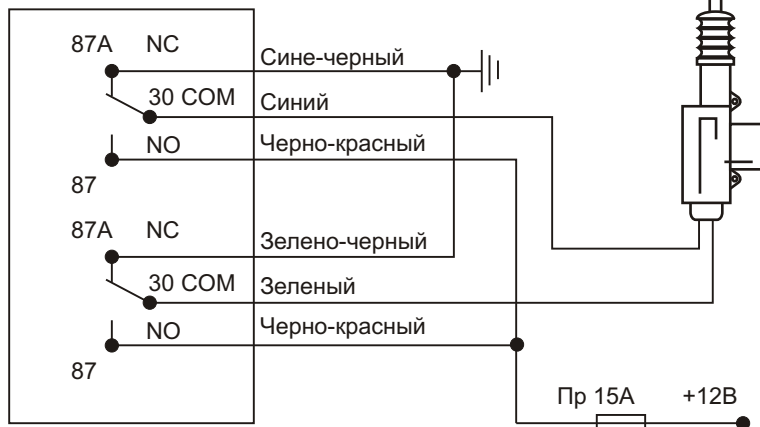 87A NC
Сине-черный
30 COM
Синий
NO
Черно-красный
87
87A NC
Зелено-черный
30 COM
Зеленый
NO
Черно-красный
87
Пр 15А
+12В